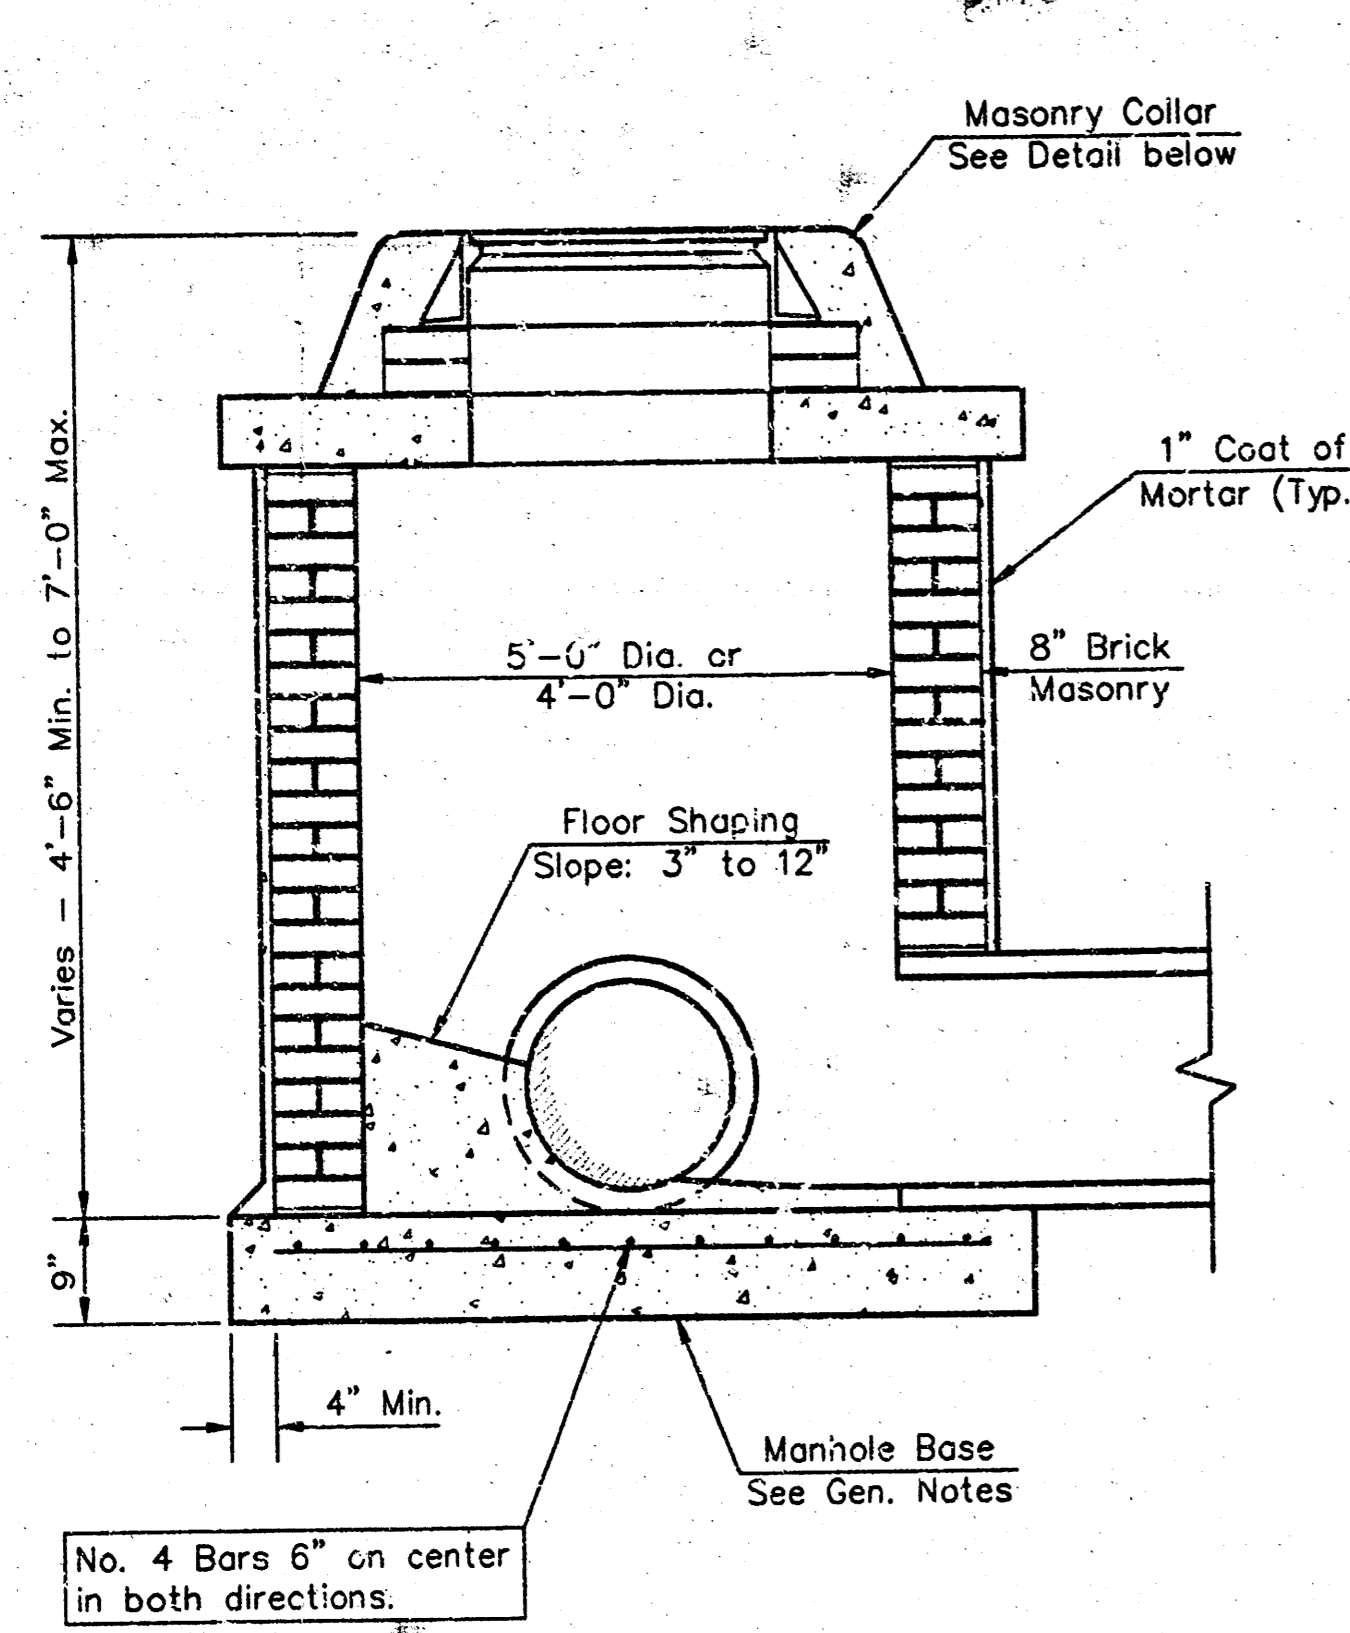 Masonry Collar
See Detail below
1” Coat of
Mortar (Typ.
Varies – 4'-6” Min. to 7'-0” Max.
5'-0” Dia. or
4'-0” Dia.
8” Brick
Masonry
Floor Shaping
Slope: 3” to 12”
9”
4” Min.
Manhole Base
See Gen. Notes
No. 4 Bars 6” on center
in both directions.